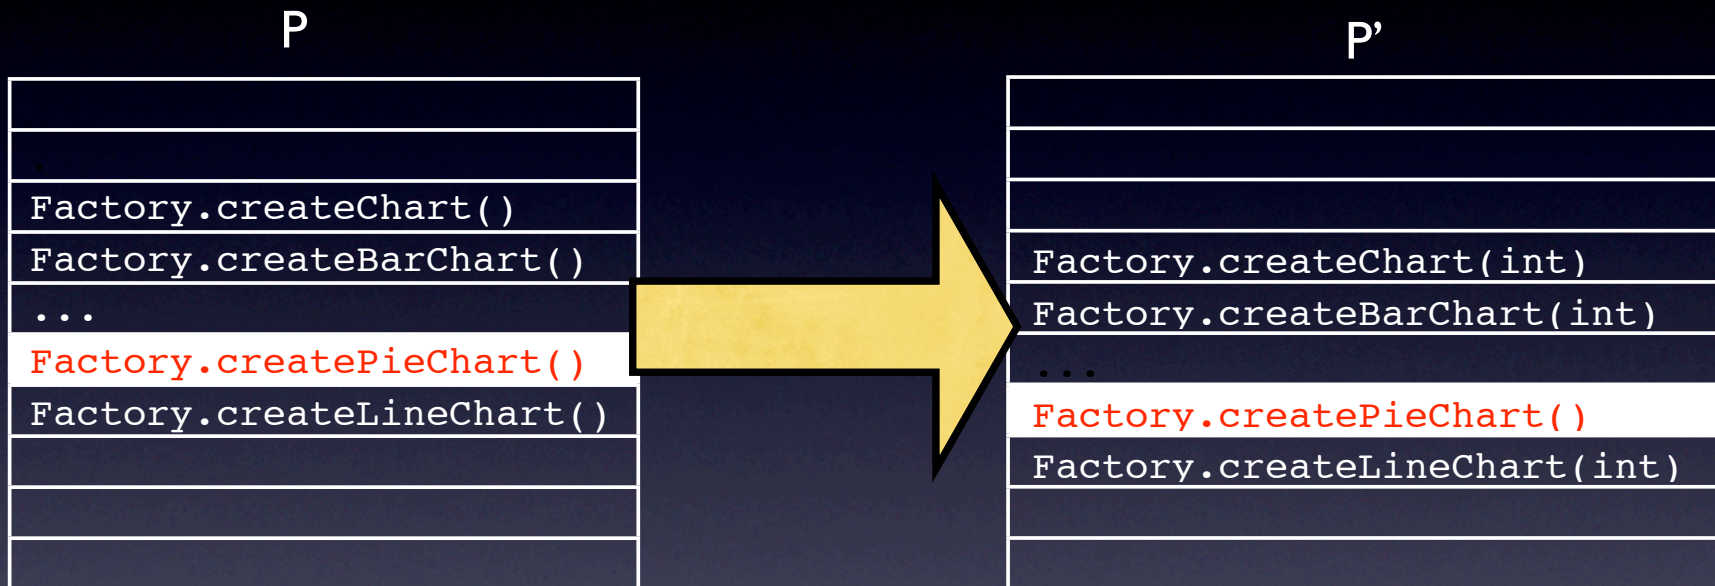 P
.
Factory.createChart()
Factory.createBarChart()
...
Factory.createPieChart()
Factory.createLineChart()
P’
Factory.createChart(int)
Factory.createBarChart(int)
...
Factory.createPieChart()
Factory.createLineChart(int)